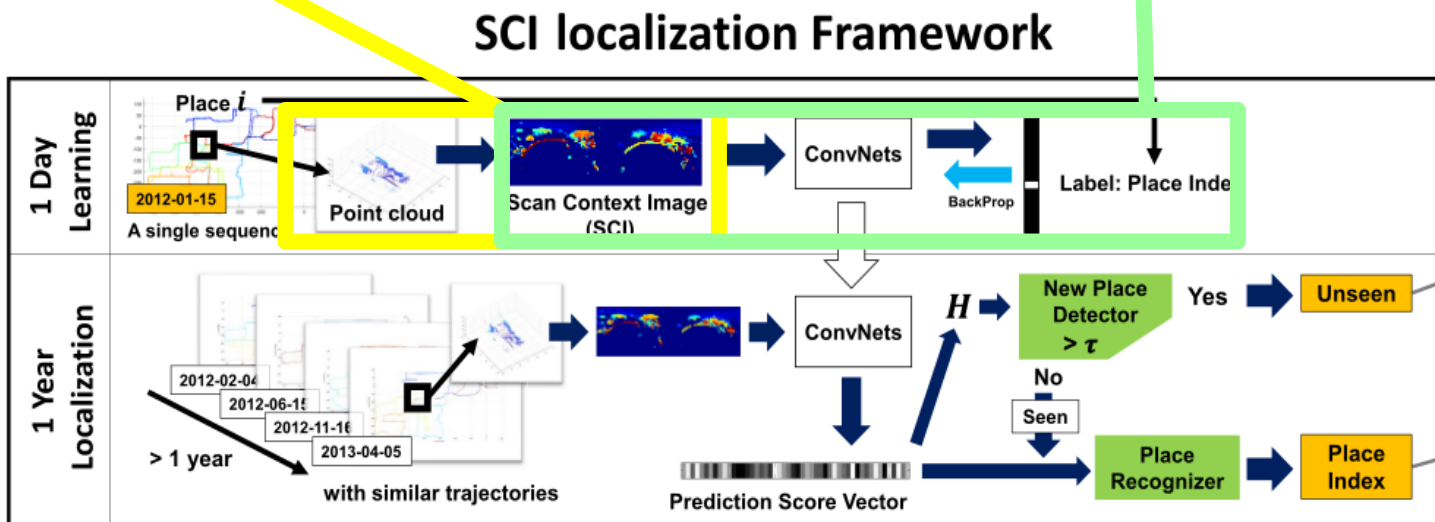 SCI localization Framework
1 Day
Learning
Place i
2012-01-15
A single sequenc
Point cloud
Scan Context Image
(SCI)
ConvNets
BackProp
Label: Place Inde
1 Year
Localization
2012-02-04
2012-06-15
2012-11-16
2013-04-05
> 1 year
with similar trajectories
ConvNets
Prediction Score Vector
H
New Place
Detector
> τ
Yes
Unseen
No
Seen
Place
Recognizer
Place
Index